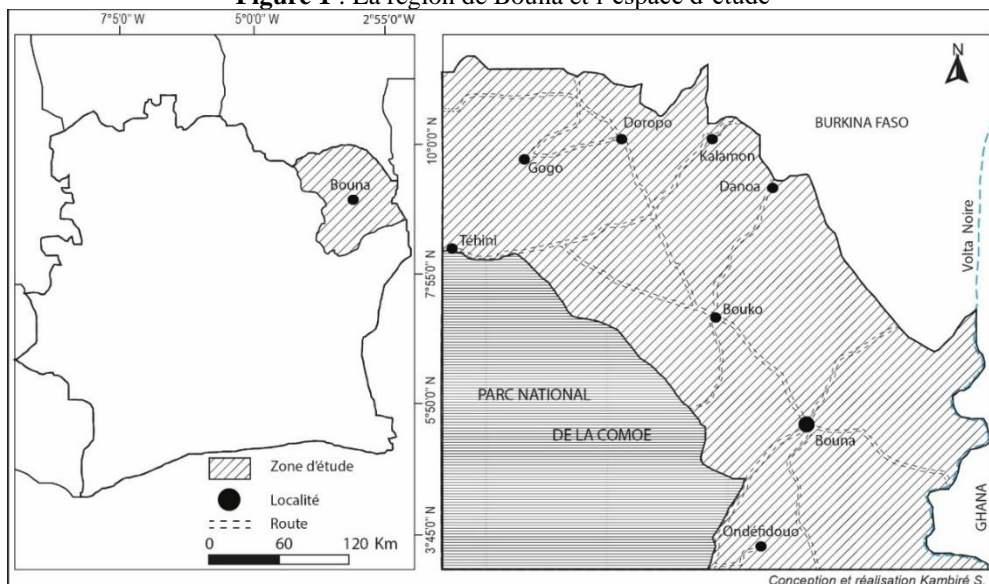 Figure 1 : La région de Bouna et l'espace d'étude
7°5'0"W 5°0'0"W 2°55'0"W
10°0'0" N
7°55'0" N
5°50'0" N
3°45'0" N
Bouna
Zone d'étude
Localité
Route
0 60 120 Km
N
BURKINA FASO
Doropo
Kalamon
Gogo
Danoa
Téhini
Volta Noire
Bouko
PARC NATIONAL
DE LA COMOE
Bouna
GHANA
Ondéfidouo
Conception et réalisation Kambiré S.